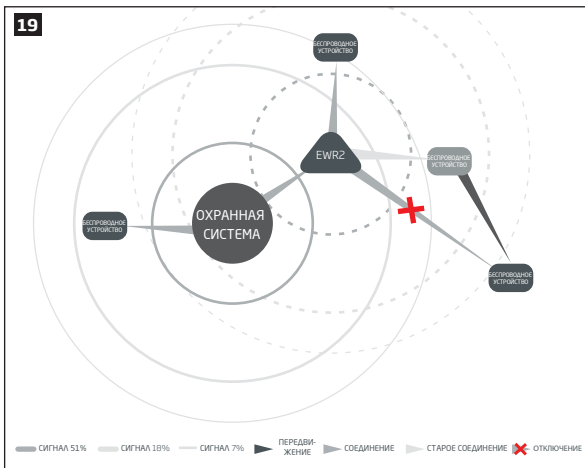 19
БЕСПРОВОДНОЕ
УСТРОЙСТВО
EWR2
БЕСПРОВОДНОЕ
УСТРОЙСТВО
ОХРАННАЯ
СИСТЕМА
БЕСПРОВОДНОЕ
УСТРОЙСТВО
БЕСПРОВОДНОЕ
УСТРОЙСТВО
СИГНАЛ 51%
СИГНАЛ 18%
СИГНАЛ 7%
ПЕРЕДВИ-
ЖЕНИЕ
СОЕДИНЕНИЕ
СТАРОЕ СОЕДИНЕНИЕ
ОТКЛЮЧЕНИЕ